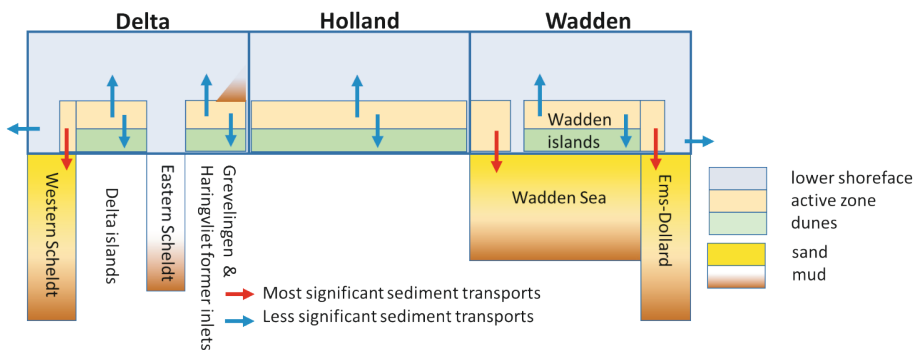 Delta
Holland
Wadden
Wadden
islands
Western Scheldt
Delta islands
Eastern Scheldt
Grevelingen &
Haringvliet former inlets
Wadden Sea
Ems-Dollard
lower shoreface
active zone
dunes
sand
mud
Most significant sediment transports
Less significant sediment transports